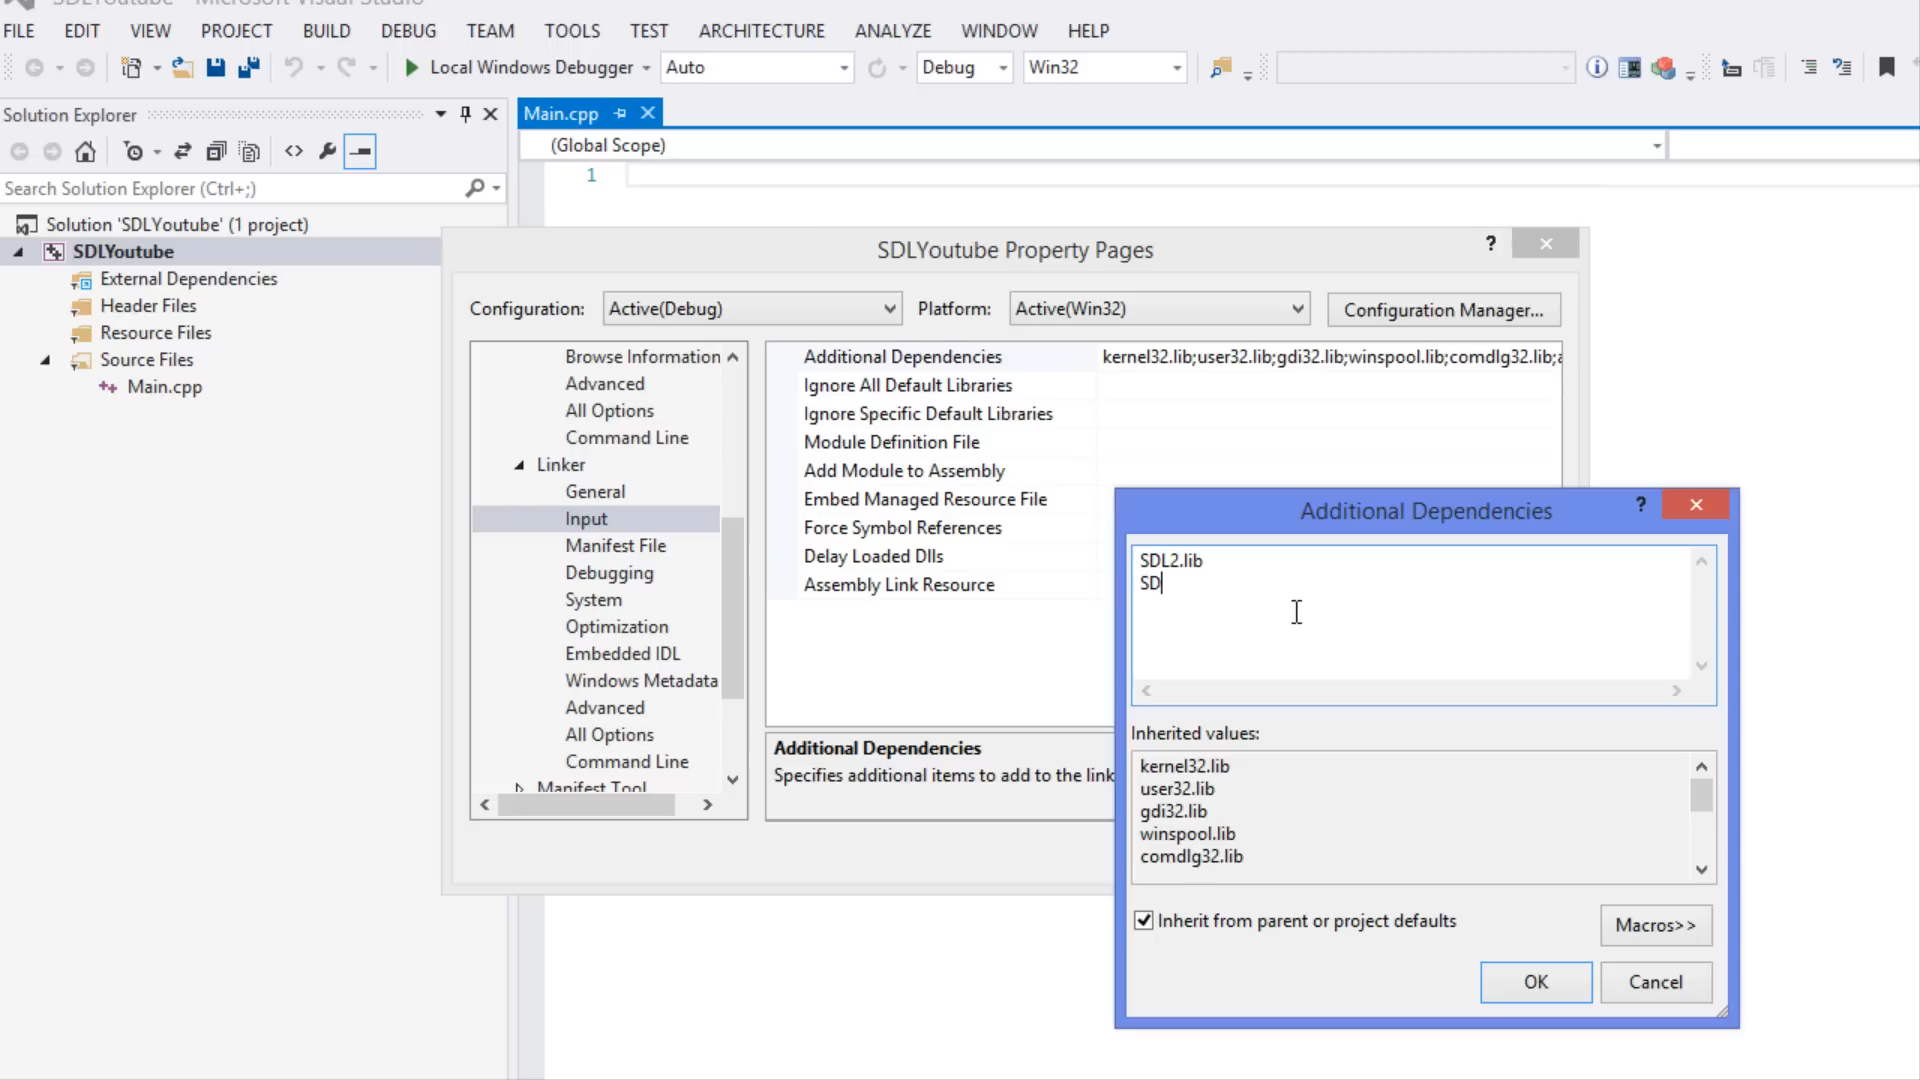 SDLYoutube - Microsoft Visual Studio
FILE EDIT VIEW PROJECT BUILD DEBUG TEAM TOOLS TEST ARCHITECTURE ANALYZE WINDOW HELP
Local Windows Debugger Auto Debug Win32
Solution Explorer
Main.cpp
(Global Scope)
Search Solution Explorer (Ctrl+;)
1
Solution 'SDLYoutube' (1 project)
SDLYoutube
External Dependencies
Header Files
Resource Files
Source Files
Main.cpp
SDLYoutube Property Pages
?
Configuration: Active(Debug) Platform: Active(Win32) Configuration Manager...
Browse Information
Advanced
All Options
Command Line
Linker
General
Input
Manifest File
Debugging
System
Optimization
Embedded IDL
Windows Metadata
Advanced
All Options
Command Line
Manifest Tool
Additional Dependencies kernel32.lib;user32.lib;gdi32.lib;winspool.lib;comdlg32.lib;a
Ignore All Default Libraries
Ignore Specific Default Libraries
Module Definition File
Add Module to Assembly
Embed Managed Resource File
Force Symbol References
Delay Loaded Dlls
Assembly Link Resource
Additional Dependencies
Specifies additional items to add to the link
Additional Dependencies
?
SDL2.lib
SD
Inherited values:
kernel32.lib
user32.lib
gdi32.lib
winspool.lib
comdlg32.lib
Inherit from parent or project defaults
Macros>>
OK Cancel